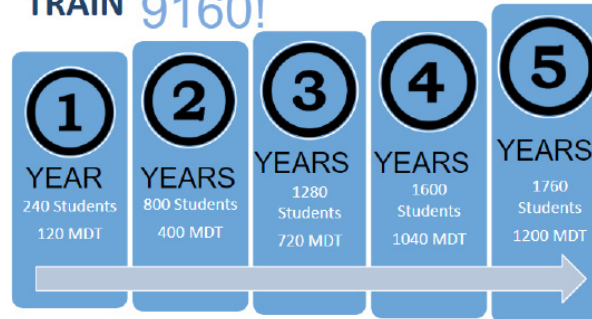 TRAIN 9160!
1
YEAR
240 Students
120 MDT
2
YEARS
800 Students
400 MDT
3
YEARS
1280
Students
720 MDT
4
YEARS
1600
Students
1040 MDT
5
YEARS
1760
Students
1200 MDT